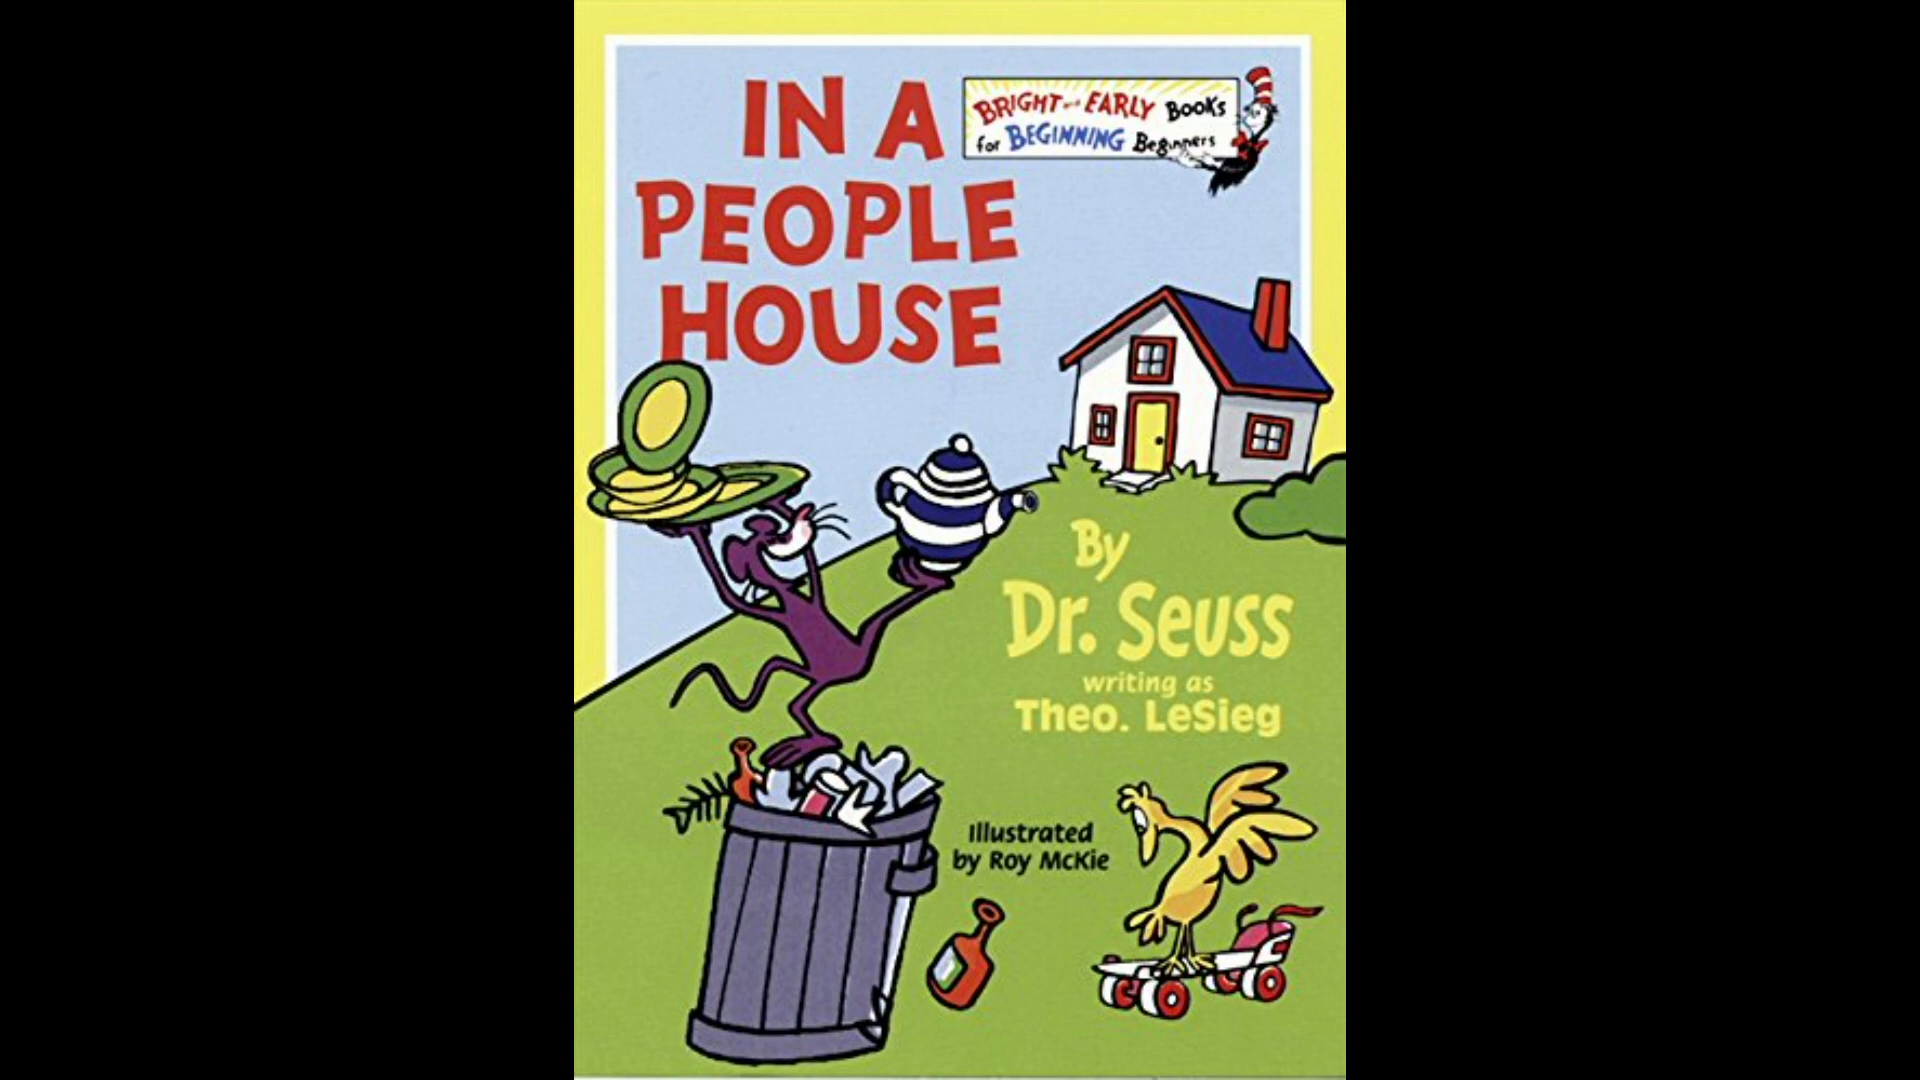 IN A
PEOPLE
HOUSE
BRIGHT and EARLY BOOKS
for BEGINNING Beginners
By
Dr. Seuss
writing as
Theo. LeSieg
Illustrated
by Roy McKie